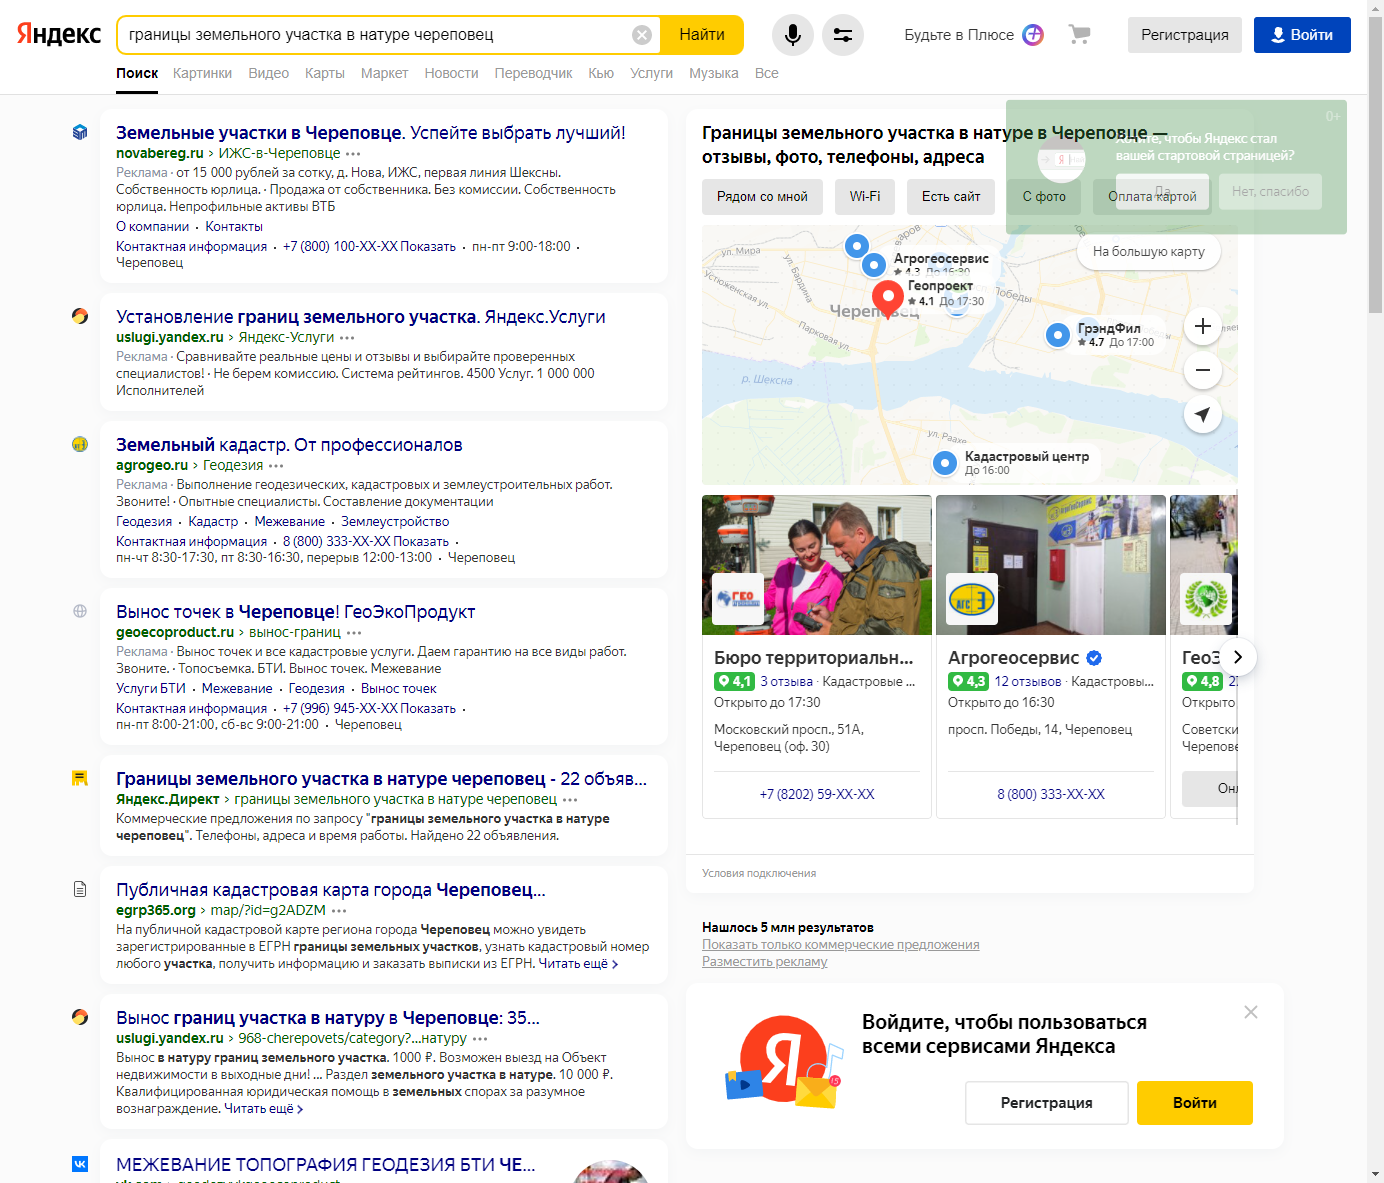 Яндекс
границы земельного участка в натуре череповец
Найти
Будьте в Плюсе
Регистрация
Войти
Поиск Картинки Видео Карты Маркет Новости Переводчик Кью Услуги Музыка Все
Земельные участки в Череповце. Успейте выбрать лучший!
novabereg.ru › ИЖС-в-Череповце
Реклама · от 15 000 рублей за сотку, д. Нова, ИЖС, первая линия Шексны.
Собственность юрлица. · Продажа от собственника. Без комиссии. Собственность
юрлица. Непрофильные активы ВТБ
О компании · Контакты
Контактная информация · +7 (800) 100-XX-XX Показать · пн-пт 9:00-18:00 ·
Череповец
Установление границ земельного участка. Яндекс.Услуги
uslugi.yandex.ru › Яндекс-Услуги
Реклама · Сравнивайте реальные цены и отзывы и выбирайте проверенных
специалистов! · Не берем комиссию. Система рейтингов. 4500 Услуг. 1 000 000
Исполнителей
Земельный кадастр. От профессионалов
agrogeo.ru › Геодезия
Реклама · Выполнение геодезических, кадастровых и землеустроительных работ.
Звоните! · Опытные специалисты. Составление документации
Геодезия · Кадастр · Межевание · Землеустройство
Контактная информация · 8 (800) 333-XX-XX Показать ·
пн-чт 8:30-17:30, пт 8:30-16:30, перерыв 12:00-13:00 · Череповец
Вынос точек в Череповце! ГеоЭкоПродукт
geoecoproduct.ru › вынос-границ
Реклама · Вынос точек и все кадастровые услуги. Даем гарантию на все виды работ.
Звоните. · Топосъемка. БТИ. Вынос точек. Межевание
Услуги БТИ · Межевание · Геодезия · Вынос точек
Контактная информация · +7 (996) 945-XX-XX Показать ·
пн-пт 8:00-21:00, сб-вс 9:00-21:00 · Череповец
Границы земельного участка в натуре череповец - 22 объяв...
Яндекс.Директ › границы земельного участка в натуре череповец
Коммерческие предложения по запросу "границы земельного участка в натуре
череповец". Телефоны, адреса и время работы. Найдено 22 объявления.
Публичная кадастровая карта города Череповец...
egrp365.org › map/?id=g2ADZM
На публичной кадастровой карте региона города Череповец можно увидеть
зарегистрированные в ЕГРН границы земельных участков, узнать кадастровый номер
любого участка, получить информацию и заказать выписки из ЕГРН. Читать ещё ›
Вынос границ участка в натуру в Череповце: 35...
uslugi.yandex.ru › 968-cherepovets/category?...натуру
Вынос в натуру границ земельного участка. 1000 ₽. Возможен выезд на Объект
недвижимости в выходные дни! ... Раздел земельного участка в натуре. 10 000 ₽.
Квалифицированная юридическая помощь в земельных спорах за разумное
вознаграждение. Читать ещё ›
МЕЖЕВАНИЕ ТОПОГРАФИЯ ГЕОДЕЗИЯ БТИ ЧЕ...
Границы земельного участка в натуре в Череповце —
отзывы, фото, телефоны, адреса
0+
Хотите, чтобы Яндекс стал
вашей стартовой страницей?
Да
Нет, спасибо
Рядом со мной
Wi-Fi
Есть сайт
С фото
Оплата картой
На большую карту
Агрогеосервис
4.3 До 16:30
Геопроект
4.1 До 17:30
Череповец
ГрэндФил
4.7 До 17:00
Устюженская ул.
ул. Бардина
Парковая ул.
Победы
р. Шексна
ул. Раахе
Кадастровый центр
До 16:00
ГЕО
АГС
Бюро территориальн...
4,1 3 отзыва · Кадастровые ...
Открыто до 17:30
Московский просп., 51А,
Череповец (оф. 30)
+7 (8202) 59-XX-XX
Агрогеосервис
4,3 12 отзывов · Кадастровы...
Открыто до 16:30
просп. Победы, 14, Череповец
8 (800) 333-XX-XX
4,8
Открыто
Условия подключения
Нашлось 5 млн результатов
Показать только коммерческие предложения
Разместить рекламу
Войдите, чтобы пользоваться
всеми сервисами Яндекса
Я
15
Регистрация
Войти